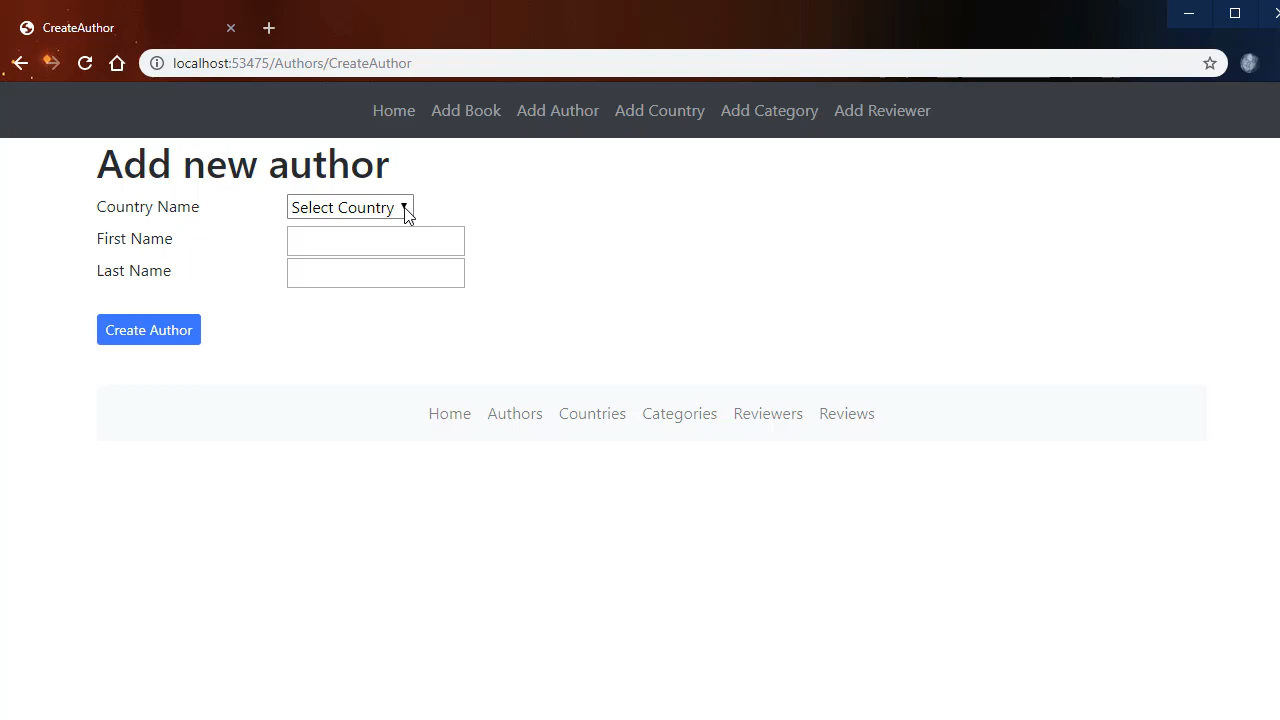 CreateAuthor
localhost:53475/Authors/CreateAuthor
Home Add Book Add Author Add Country Add Category Add Reviewer
Add new author
Country Name Select Country
First Name
Last Name
Create Author
Home Authors Countries Categories Reviewers Reviews